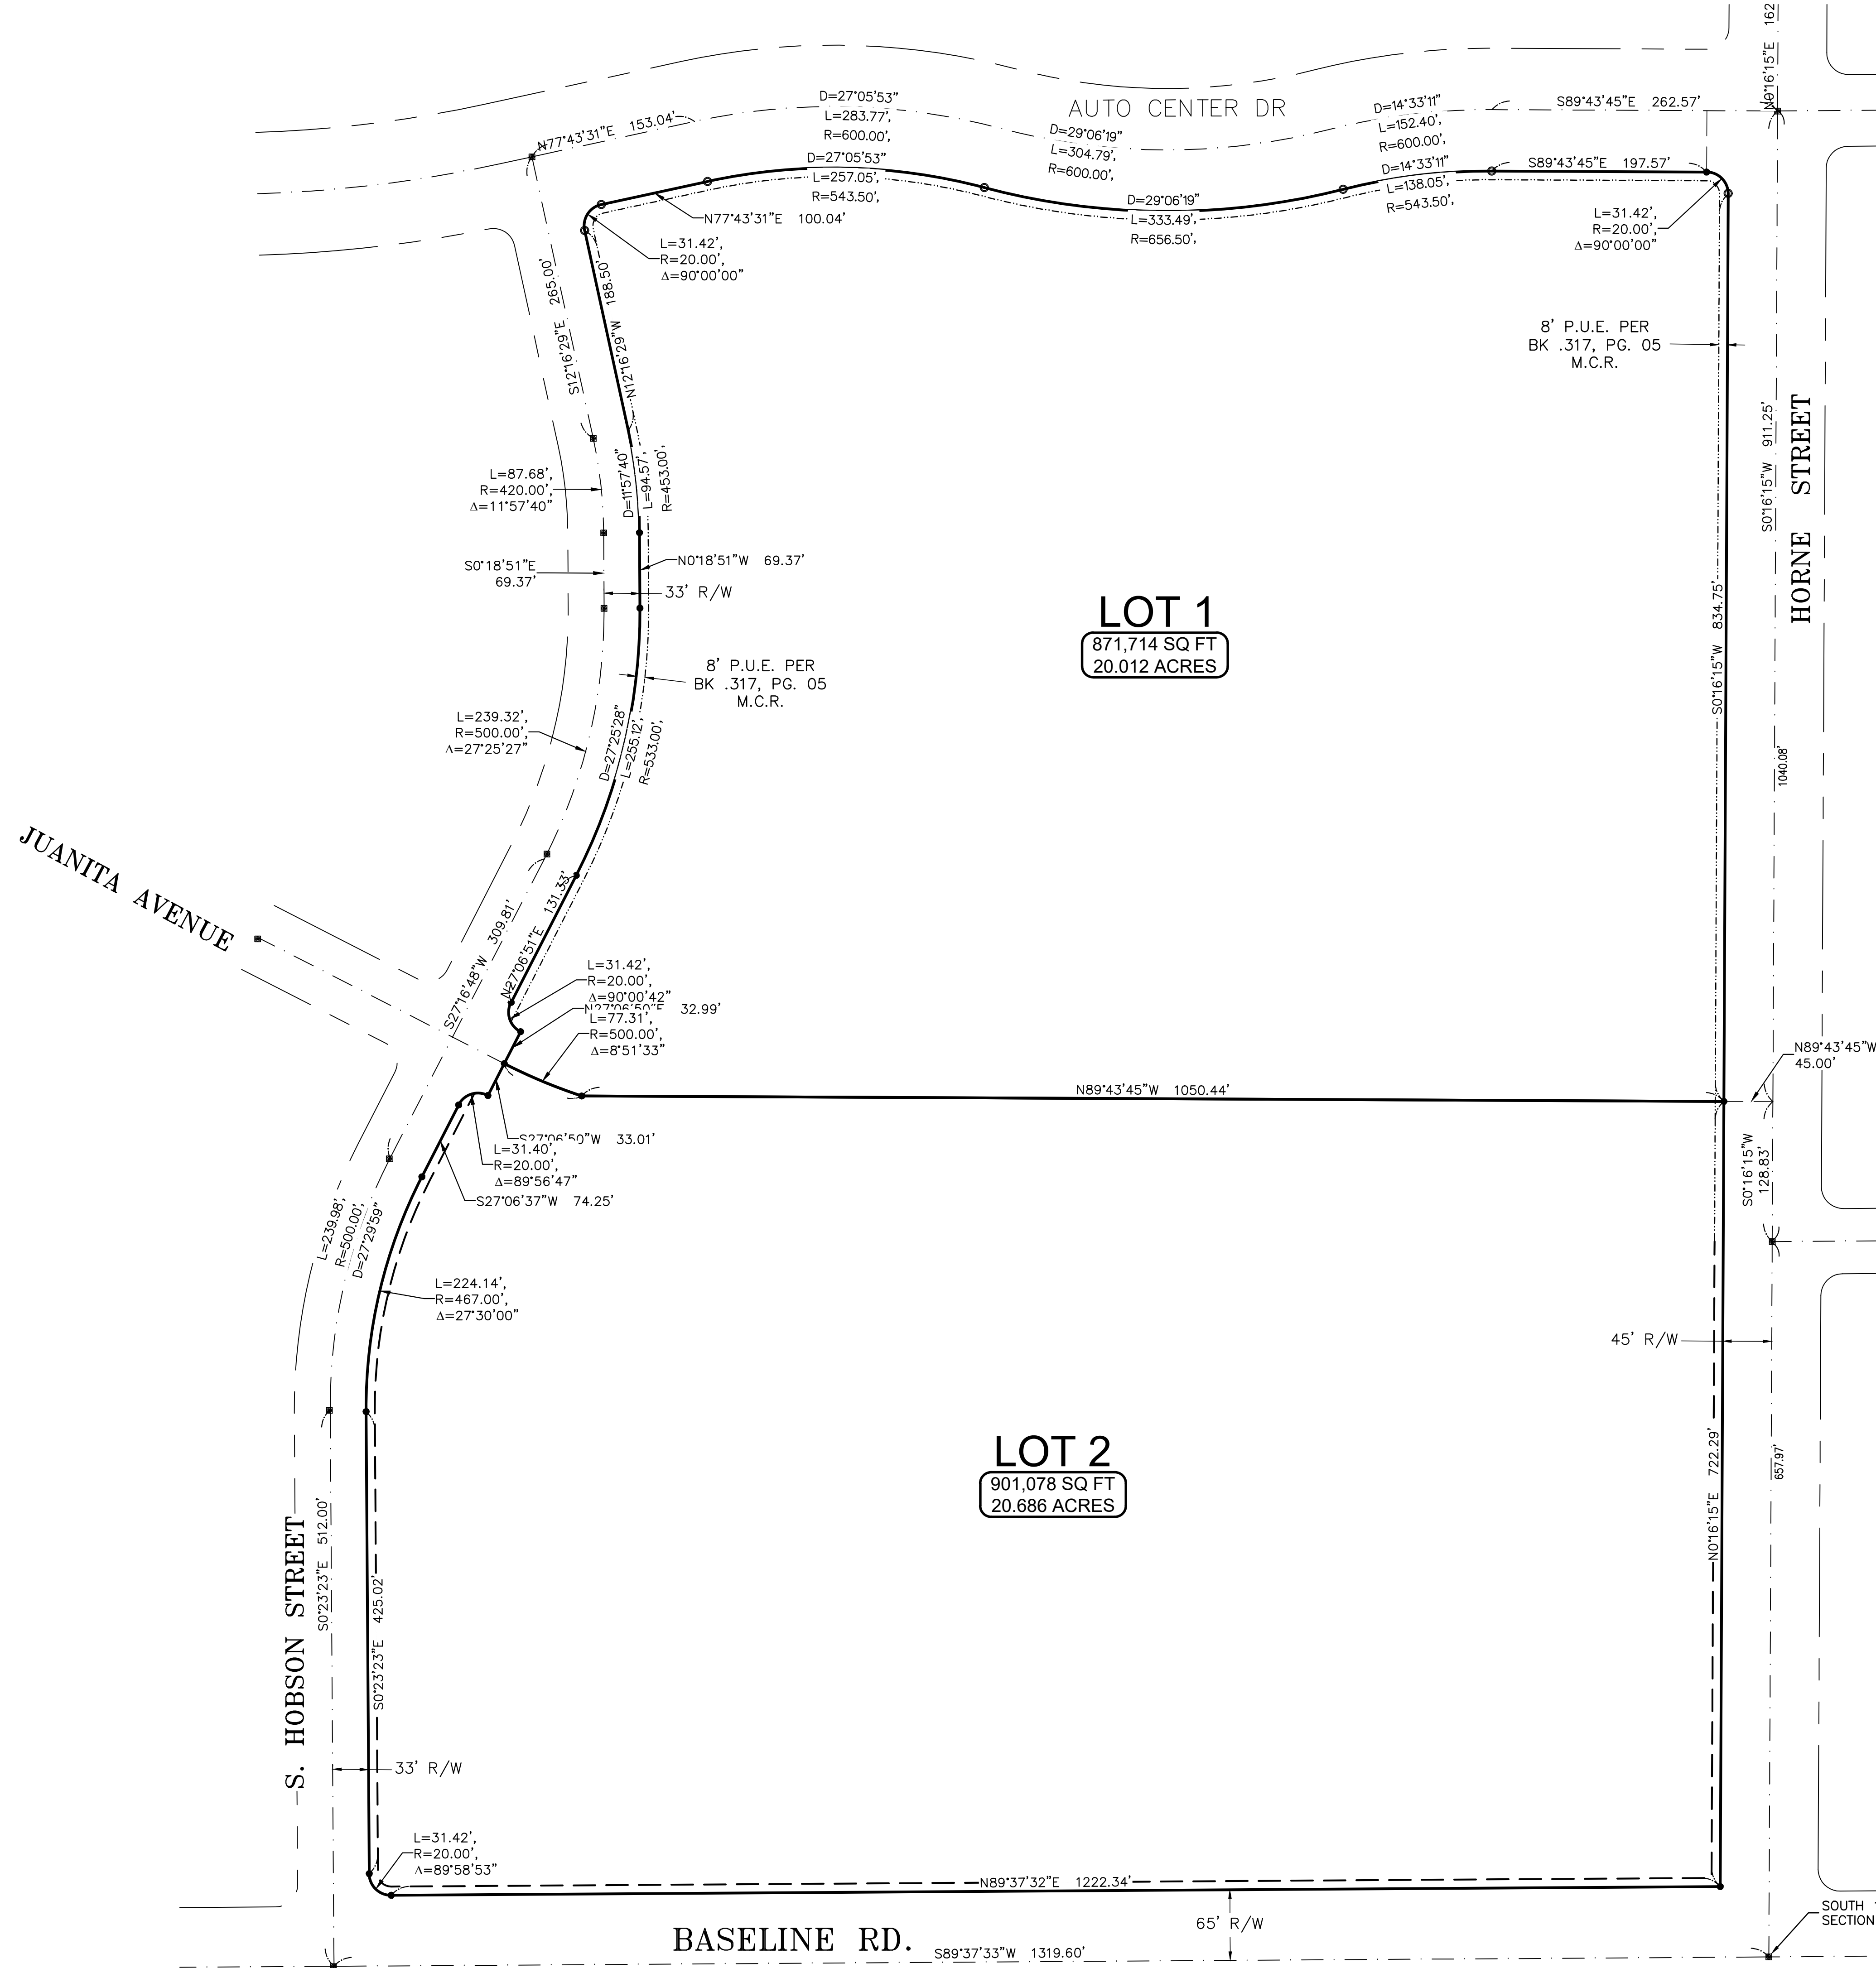 N0°16'15"E 162
D=27°05'53"
L=283.77',
R=600.00',
AUTO CENTER DR
D=14°33'11"
L=152.40',
R=600.00',
S89°43'45"E 262.57'
N77°43'31"E 153.04'
D=29°06'19"
L=304.79',
R=600.00',
D=27°05'53"
L=257.05',
R=543.50',
D=14°33'11"
L=138.05',
R=543.50',
S89°43'45"E 197.57'
D=29°06'19"
L=333.49',
R=656.50',
N77°43'31"E 100.04'
L=31.42',
R=20.00',
Δ=90°00'00"
L=31.42',
R=20.00',
Δ=90°00'00"
S12°16'29"E 265.00'
N12°16'29"W 188.50'
8' P.U.E. PER
BK .317, PG. 05
M.C.R.
S0°16'15"W 911.25'
HORNE STREET
L=87.68',
R=420.00',
Δ=11°57'40"
D=11°57'40"
L=94.57',
R=453.00',
S0°18'51"E
69.37'
N0°18'51"W 69.37'
33' R/W
LOT 1
871,714 SQ FT
20.012 ACRES
S0°16'15"W 834.75'
8' P.U.E. PER
BK .317, PG. 05
M.C.R.
L=239.32',
R=500.00',
Δ=27°25'27"
D=27°25'28"
L=255.12',
R=533.00',
1040.08'
JUANITA AVENUE
S27°16'48"W 309.81'
N27°06'51"E 131.33'
L=31.42',
R=20.00',
Δ=90°00'42"
N27°06'50"E 32.99'
L=77.31',
R=500.00',
Δ=8°51'33"
N89°43'45"W 1050.44'
N89°43'45"W
45.00'
S27°06'50"W 33.01'
L=31.40',
R=20.00',
Δ=89°56'47"
S27°06'37"W 74.25'
S0°16'15"W
128.83'
L=239.98',
R=500.00',
D=27°29'59"
L=224.14',
R=467.00',
Δ=27°30'00"
45' R/W
LOT 2
901,078 SQ FT
20.686 ACRES
N0°16'15"E 722.29'
657.97'
S. HOBSON STREET
S0°23'23"E 512.00'
S0°23'23"E 425.02'
33' R/W
L=31.42',
R=20.00',
Δ=89°58'53"
N89°37'32"E 1222.34'
65' R/W
BASELINE RD.
S89°37'33"W 1319.60'
SOUTH
SECTION